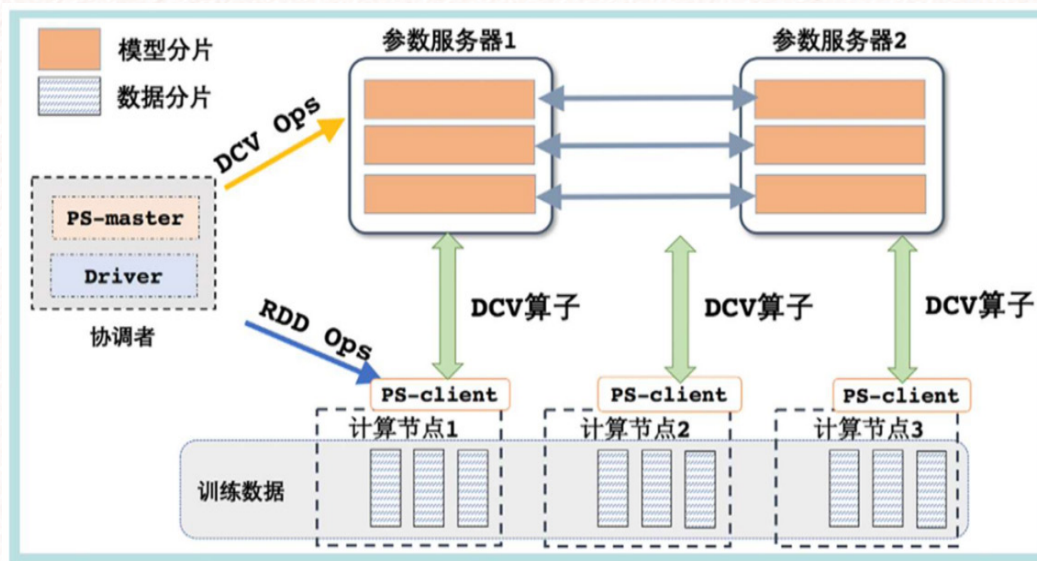 模型分片
数据分片
参数服务器1
参数服务器2
DCV Ops
PS-master
Driver
协调者
RDD Ops
DCV算子
DCV算子
DCV算子
PS-client
PS-client
PS-client
计算节点1
计算节点2
计算节点3
训练数据